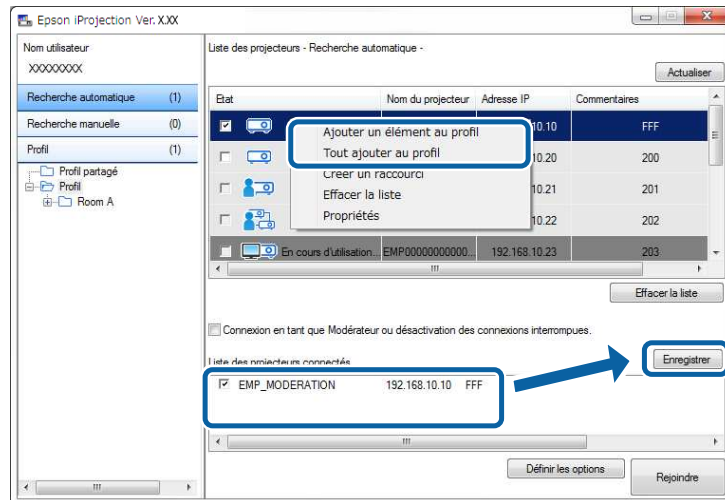 Epson iProjection Ver. X.XX
Nom utilisateur
XXXXXXXX
Recherche automatique (1)
Recherche manuelle (0)
Profil (1)
Profil partagé
Profil
Room A
Liste des projecteurs - Recherche automatique -
Actualiser
Etat Nom du projecteur Adresse IP Commentaires
10.10 FFF
10.20 200
10.21 201
10.22 202
En cours d'utilisation... EMP00000000000... 192.168.10.23 203
Ajouter un élément au profil
Tout ajouter au profil
Créer un raccourci
Effacer la liste
Propriétés
Effacer la liste
Connexion en tant que Modérateur ou désactivation des connexions interrompues.
Liste des projecteurs connectés
Enregistrer
EMP_MODERATION 192.168.10.10 FFF
Définir les options
Rejoindre